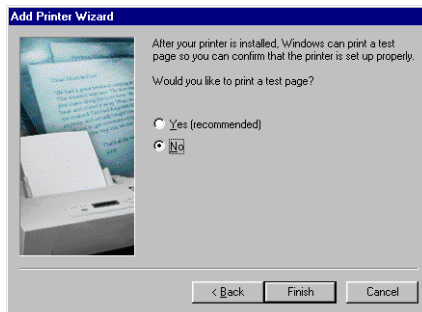 Add Printer Wizard
After your printer is installed, Windows can print a test
page so you can confirm that the printer is set up properly.
Would you like to print a test page?
Yes (recommended)
No
< Back
Finish
Cancel